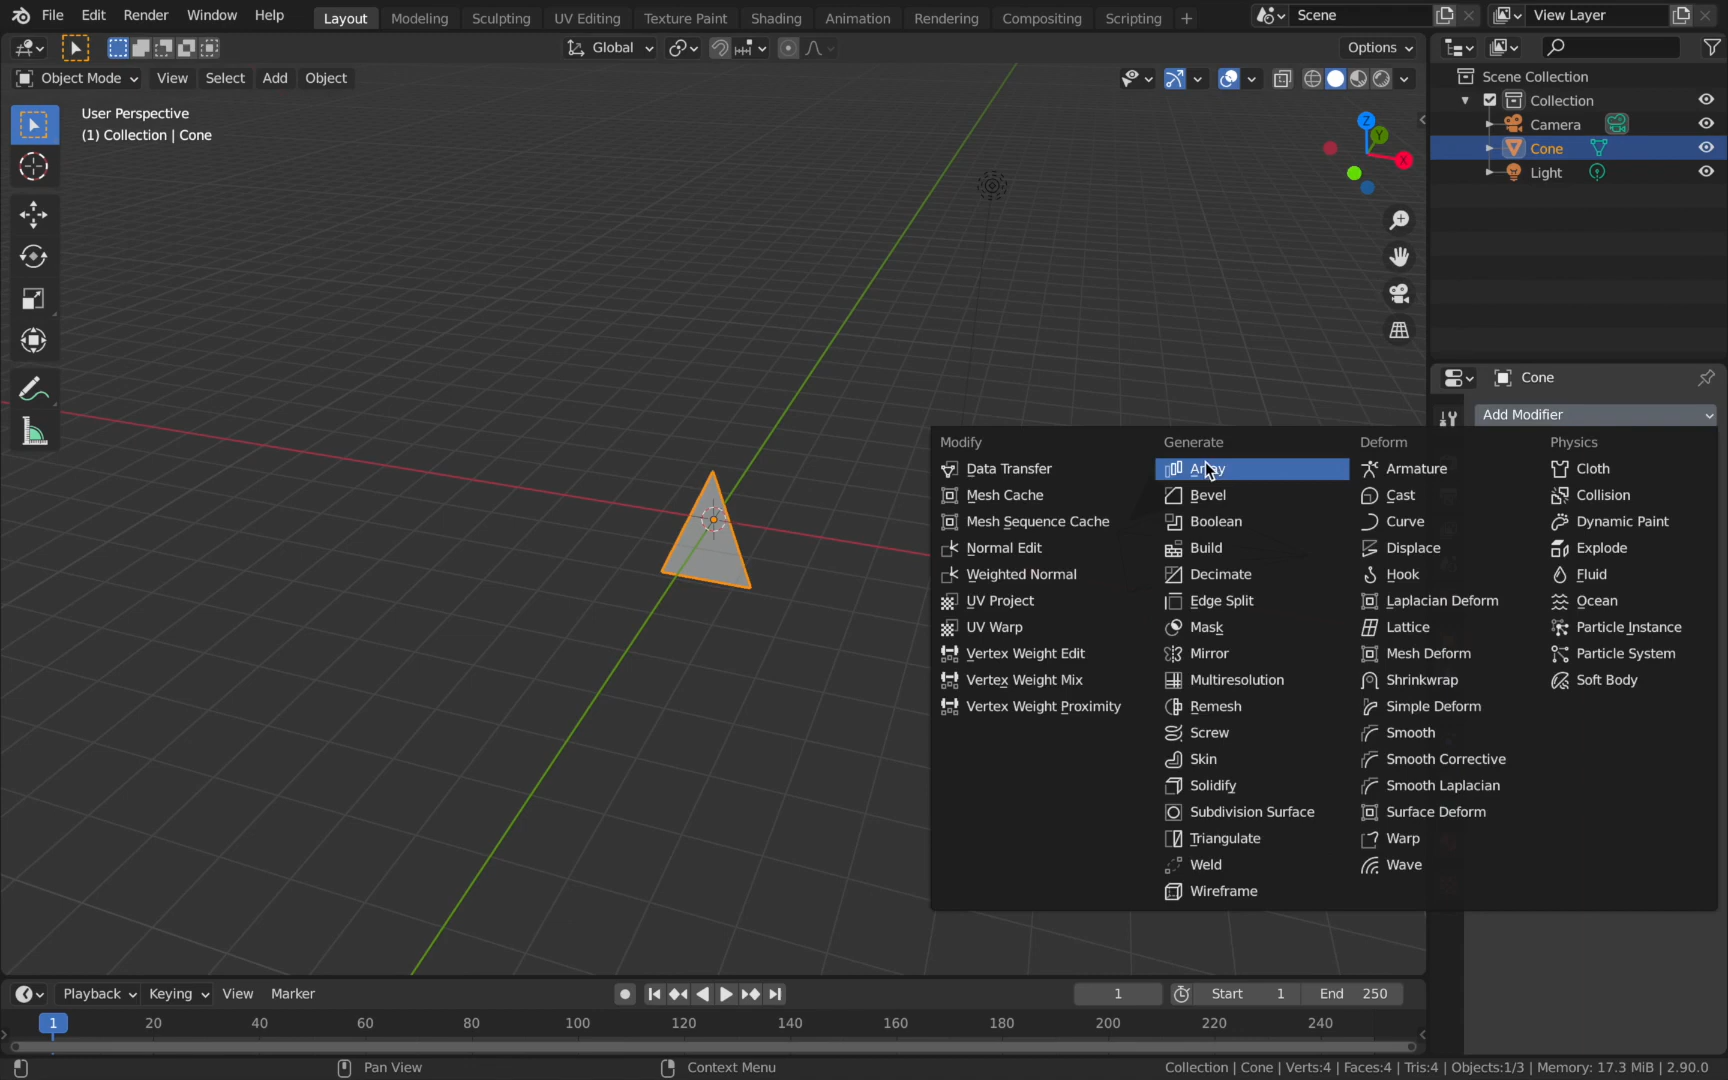 File Edit Render Window Help Layout Modeling Sculpting UV Editing Texture Paint Shading Animation Rendering Compositing Scripting + Scene View Layer
Global Options
Object Mode View Select Add Object
User Perspective
(1) Collection | Cone
Z
Y
X
Scene Collection
Collection
Camera
Cone
Light
Cone
Add Modifier
Modify
Data Transfer
Mesh Cache
Mesh Sequence Cache
Normal Edit
Weighted Normal
UV Project
UV Warp
Vertex Weight Edit
Vertex Weight Mix
Vertex Weight Proximity
Generate
Array
Bevel
Boolean
Build
Decimate
Edge Split
Mask
Mirror
Multiresolution
Remesh
Screw
Skin
Solidify
Subdivision Surface
Triangulate
Weld
Wireframe
Deform
Armature
Cast
Curve
Displace
Hook
Laplacian Deform
Lattice
Mesh Deform
Shrinkwrap
Simple Deform
Smooth
Smooth Corrective
Smooth Laplacian
Surface Deform
Warp
Wave
Physics
Cloth
Collision
Dynamic Paint
Explode
Fluid
Ocean
Particle Instance
Particle System
Soft Body
Playback Keying View Marker 1 Start 1 End 250
1 20 40 60 80 100 120 140 160 180 200 220 240
Pan View Context Menu Collection | Cone | Verts:4 | Faces:4 | Tris:4 | Objects:1/3 | Memory: 17.3 MiB | 2.90.0